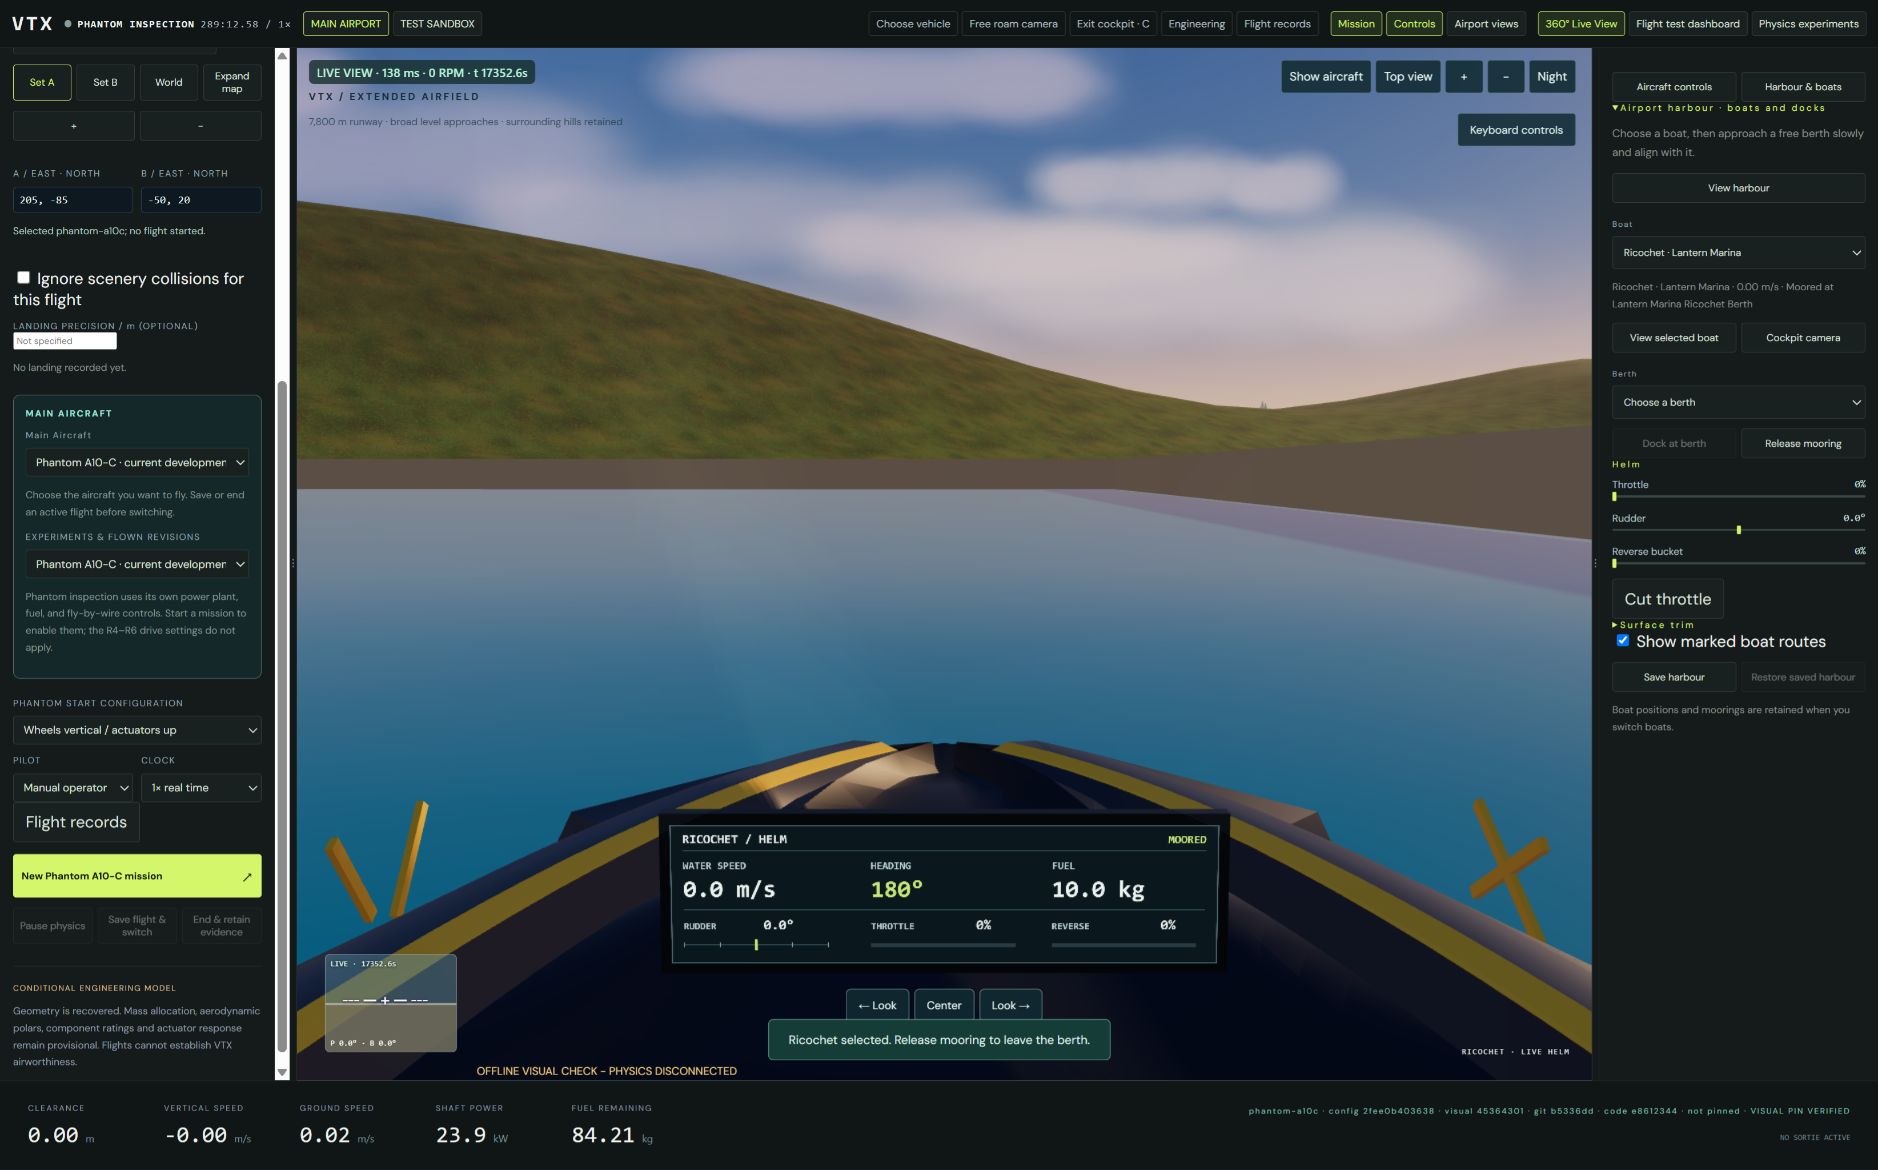 VTX PHANTOM INSPECTION 289:12.58 / 1×
MAIN AIRPORT
TEST SANDBOX
Choose vehicle
Free roam camera
Exit cockpit · C
Engineering
Flight records
Mission
Controls
Airport views
360° Live View
Flight test dashboard
Physics experiments
Set A
Set B
World
Expand
map
+
-
A / EAST · NORTH
B / EAST · NORTH
205, -85
-50, 20
Selected phantom-a10c; no flight started.
Ignore scenery collisions for
this flight
LANDING PRECISION / m (OPTIONAL)
Not specified
No landing recorded yet.
MAIN AIRCRAFT
Main Aircraft
Phantom A10-C · current developmen
Choose the aircraft you want to fly. Save or end
an active flight before switching.
EXPERIMENTS & FLOWN REVISIONS
Phantom A10-C · current developmen
Phantom inspection uses its own power plant,
fuel, and fly-by-wire controls. Start a mission to
enable them; the R4–R6 drive settings do not
apply.
PHANTOM START CONFIGURATION
Wheels vertical / actuators up
PILOT
CLOCK
Manual operator
1× real time
Flight records
New Phantom A10-C mission ↗
Pause physics
Save flight &
switch
End & retain
evidence
CONDITIONAL ENGINEERING MODEL
Geometry is recovered. Mass allocation, aerodynamic
polars, component ratings and actuator response
remain provisional. Flights cannot establish VTX
airworthiness.
LIVE VIEW · 138 ms · 0 RPM · t 17352.6s
VTX / EXTENDED AIRFIELD
7,800 m runway · broad level approaches · surrounding hills retained
Show aircraft
Top view
+
-
Night
Keyboard controls
RICOCHET / HELM
MOORED
WATER SPEED
HEADING
FUEL
0.0 m/s
180°
10.0 kg
RUDDER
0.0°
THROTTLE
0%
REVERSE
0%
LIVE · 17352.6s
P 0.0° · B 0.0°
← Look
Center
Look →
Ricochet selected. Release mooring to leave the berth.
RICOCHET · LIVE HELM
OFFLINE VISUAL CHECK – PHYSICS DISCONNECTED
Aircraft controls
Harbour & boats
▼Airport harbour · boats and docks
Choose a boat, then approach a free berth slowly
and align with it.
View harbour
Boat
Ricochet · Lantern Marina
Ricochet · Lantern Marina · 0.00 m/s · Moored at
Lantern Marina Ricochet Berth
View selected boat
Cockpit camera
Berth
Choose a berth
Dock at berth
Release mooring
Helm
Throttle
0%
Rudder
0.0°
Reverse bucket
0%
Cut throttle
▶Surface trim
Show marked boat routes
Save harbour
Restore saved harbour
Boat positions and moorings are retained when you
switch boats.
CLEARANCE
VERTICAL SPEED
GROUND SPEED
SHAFT POWER
FUEL REMAINING
0.00 m
-0.00 m/s
0.02 m/s
23.9 kW
84.21 kg
phantom-a10c · config 2fee0b403638 · visual 45364301 · git b5336dd · code e8612344 · not pinned · VISUAL PIN VERIFIED
NO SORTIE ACTIVE